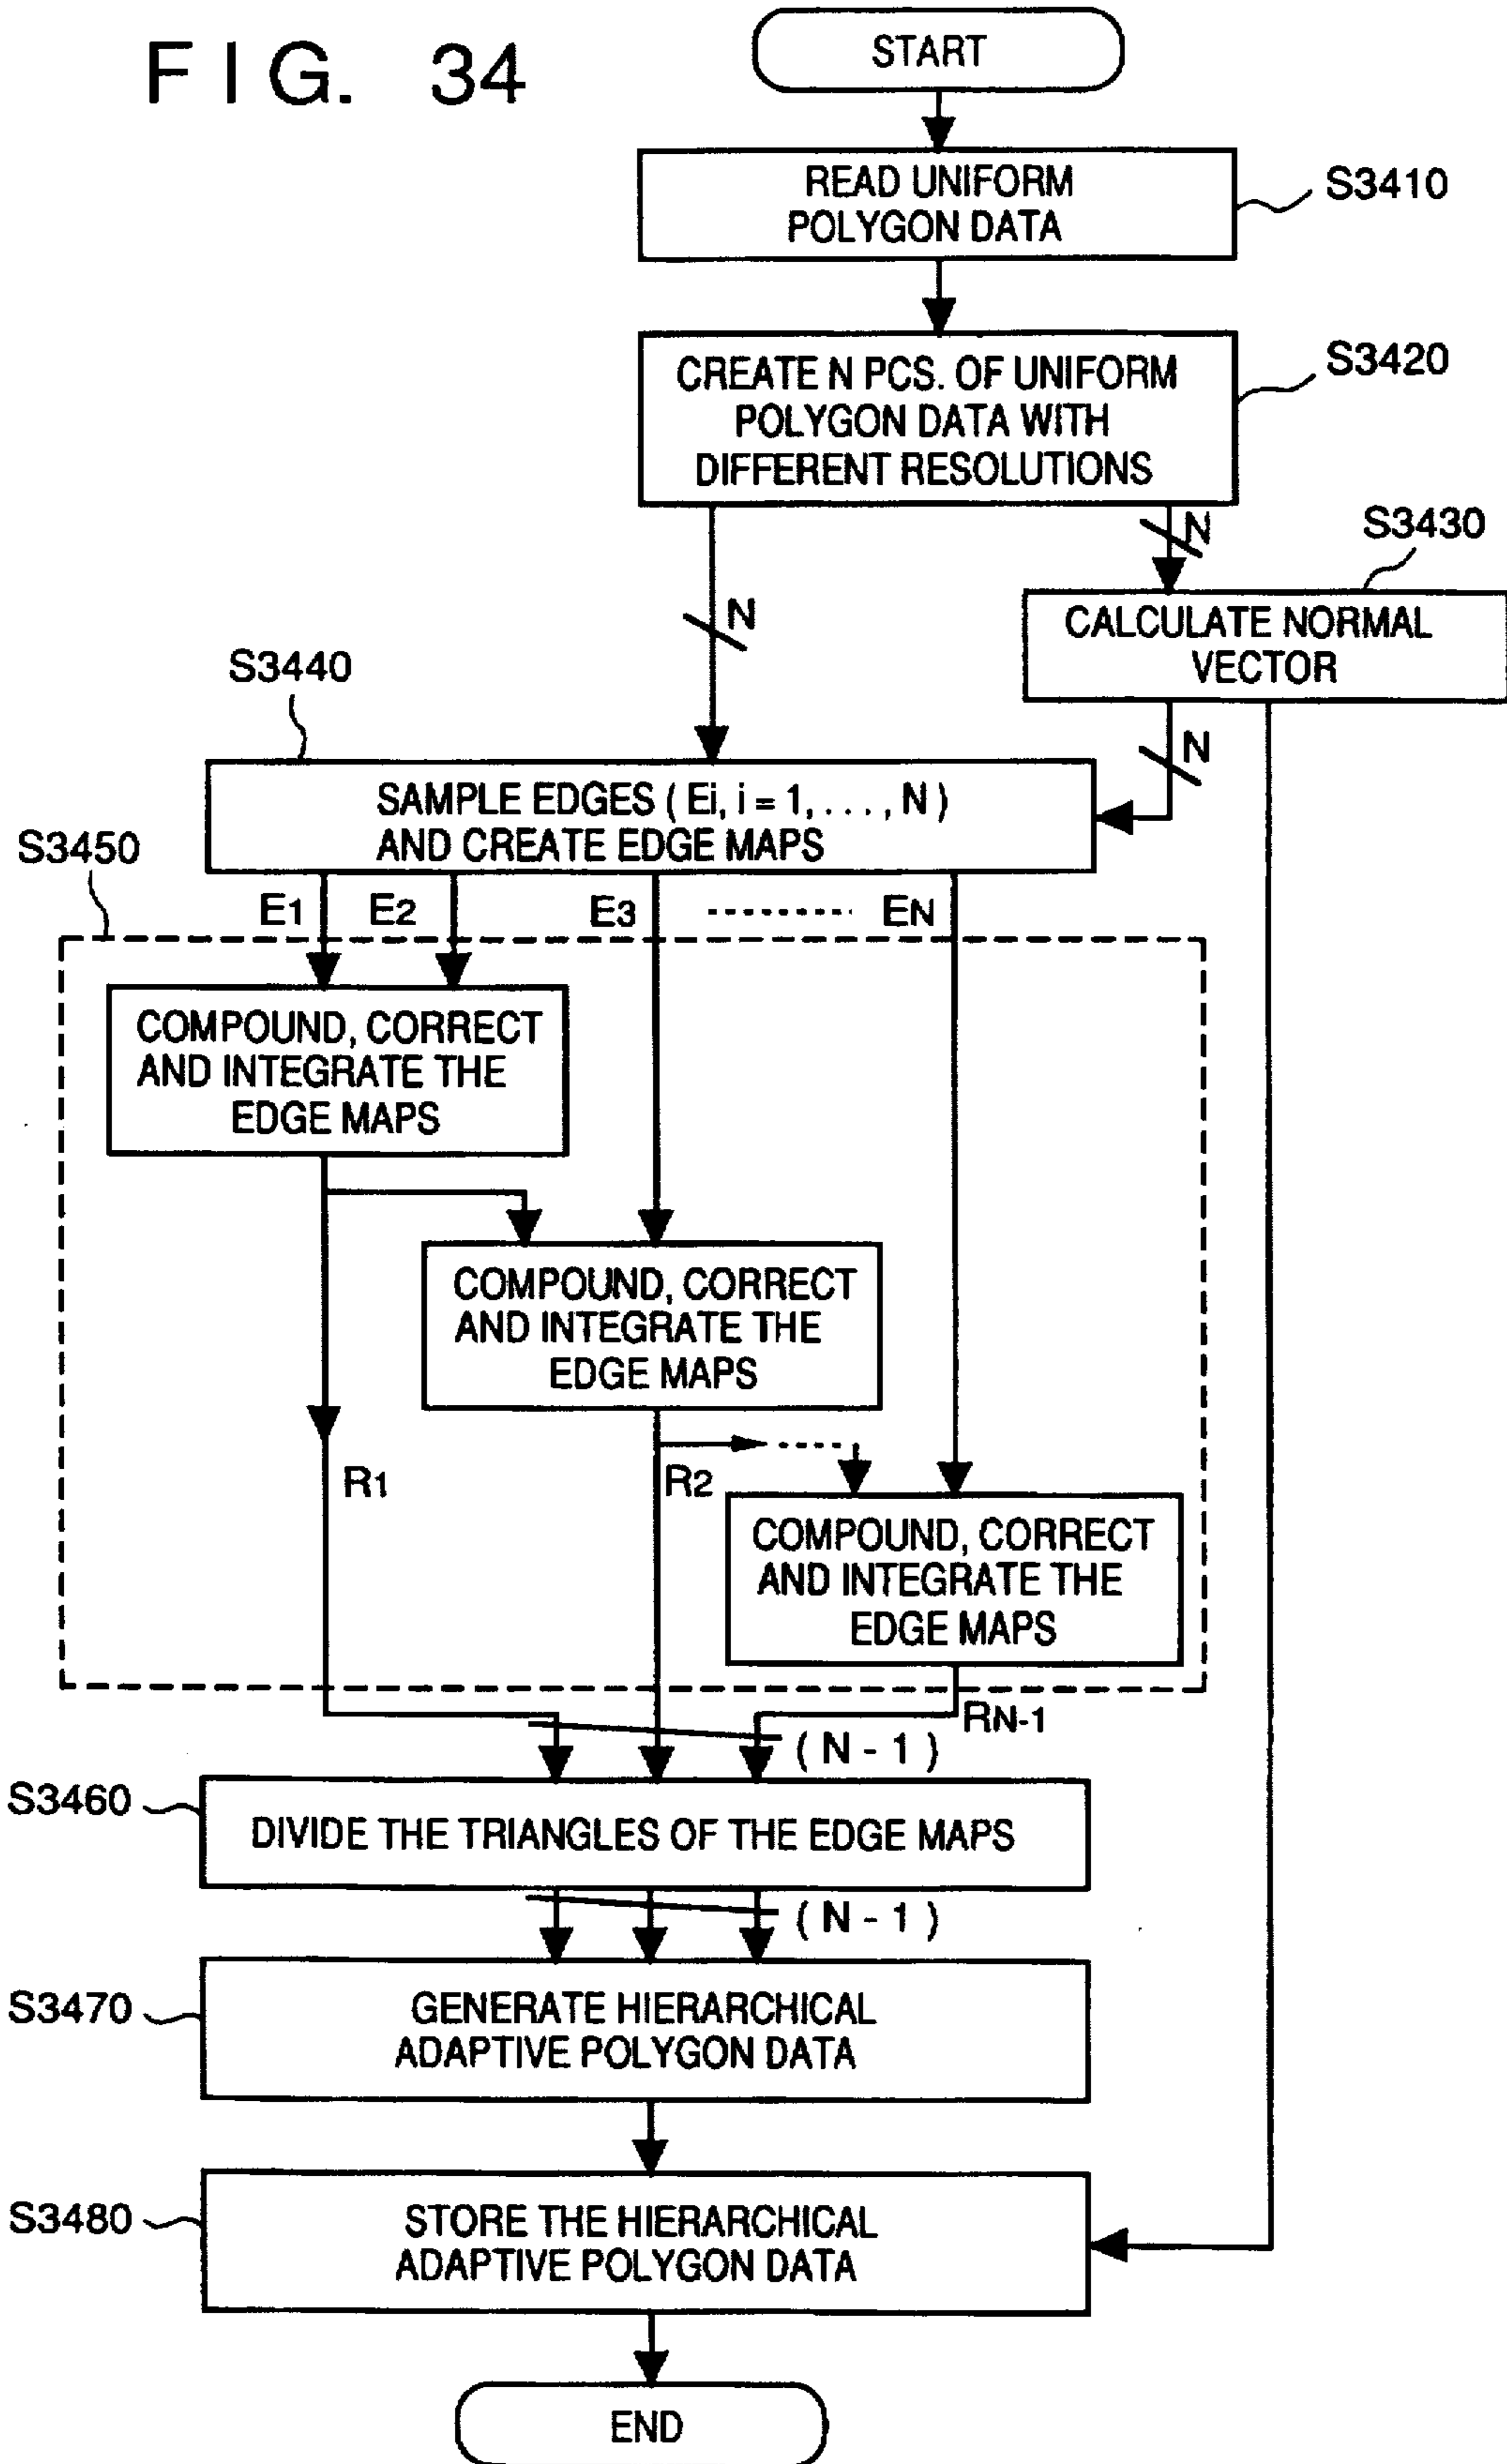 FIG. 34
START
READ UNIFORM
POLYGON DATA
S3410
CREATE N PCS. OF UNIFORM
POLYGON DATA WITH
DIFFERENT RESOLUTIONS
S3420
N
S3430
CALCULATE NORMAL
VECTOR
N
N
S3440
SAMPLE EDGES ( Ei, i = 1, . . . , N )
AND CREATE EDGE MAPS
S3450
E1 E2 E3 EN
COMPOUND, CORRECT
AND INTEGRATE THE
EDGE MAPS
COMPOUND, CORRECT
AND INTEGRATE THE
EDGE MAPS
R1 R2
COMPOUND, CORRECT
AND INTEGRATE THE
EDGE MAPS
RN-1
( N - 1 )
S3460
DIVIDE THE TRIANGLES OF THE EDGE MAPS
( N - 1 )
S3470
GENERATE HIERARCHICAL
ADAPTIVE POLYGON DATA
S3480
STORE THE HIERARCHICAL
ADAPTIVE POLYGON DATA
END